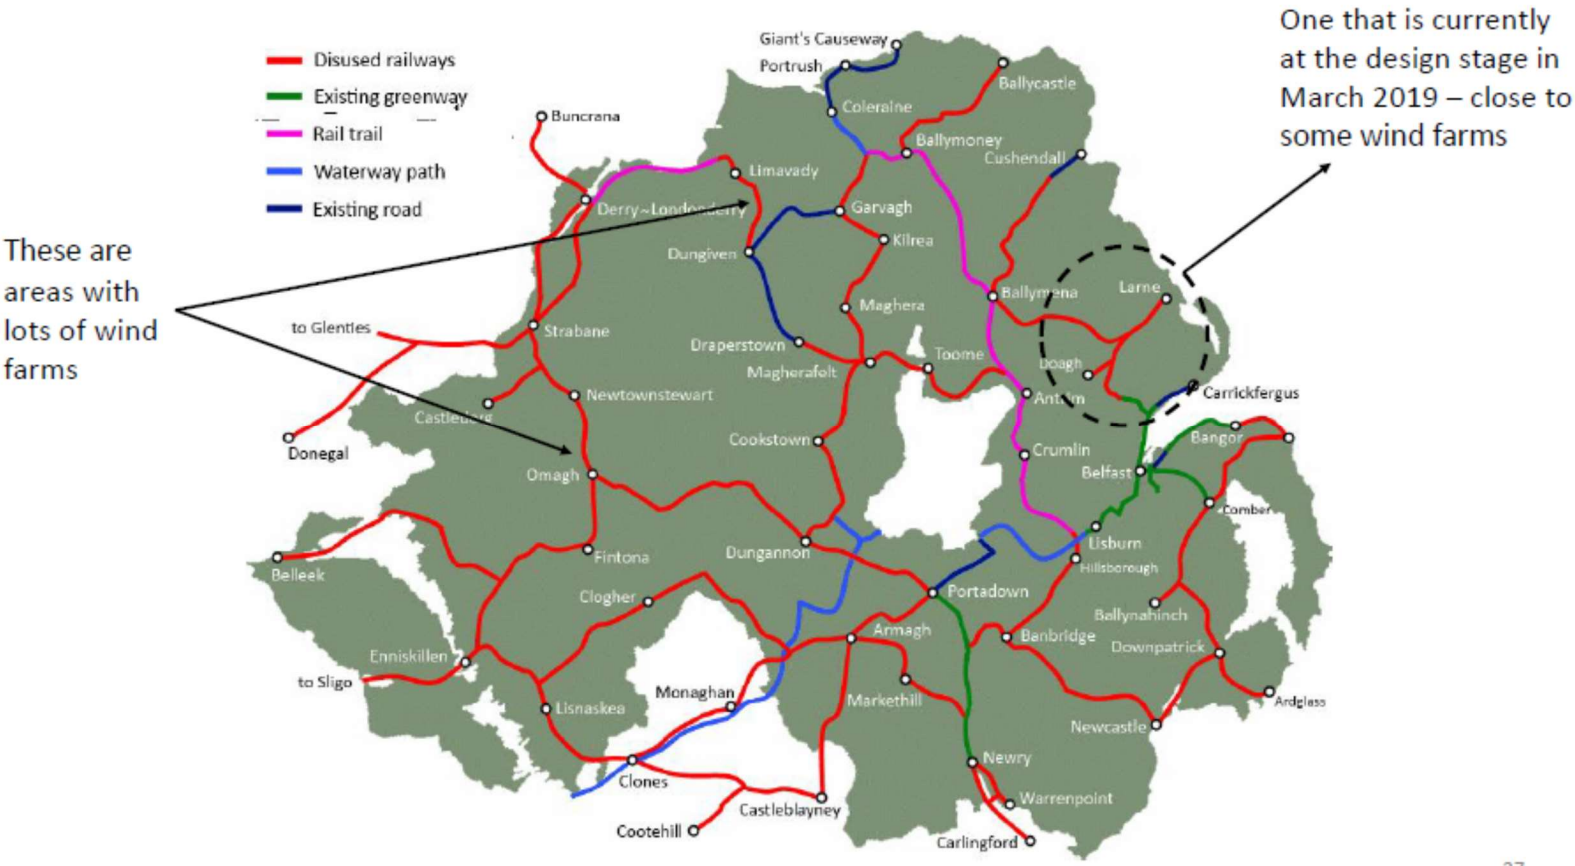 One that is currently
at the design stage in
March 2019 – close to
some wind farms
These are
areas with
lots of wind
farms
Disused railways
Existing greenway
Rail trail
Waterway path
Existing road
Giant's Causeway
Portrush
Ballycastle
Coleraine
Buncrana
Ballymoney
Cushendall
Limavady
Derry~Londonderry
Garvagh
Kilrea
Dungiven
Ballymena
Larne
Maghera
to Glenties
Strabane
Draperstown
Toome
Magherafelt
Doagh
Newtownstewart
Antrim
Carrickfergus
Castlederg
Donegal
Cookstown
Bangor
Crumlin
Belfast
Omagh
Comber
Lisburn
Dungannon
Fintona
Hillsborough
Belleek
Clogher
Portadown
Ballynahinch
Armagh
Banbridge
Downpatrick
Enniskillen
to Sligo
Monaghan
Markethill
Lisnaskea
Ardglass
Newcastle
Newry
Clones
Warrenpoint
Castleblayney
Cootehill
Carlingford